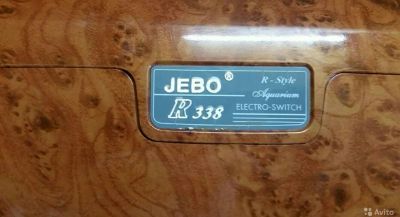 JEBO®
R 338
R - Style
Aquarium
ELECTRO-SWITCH
Avito